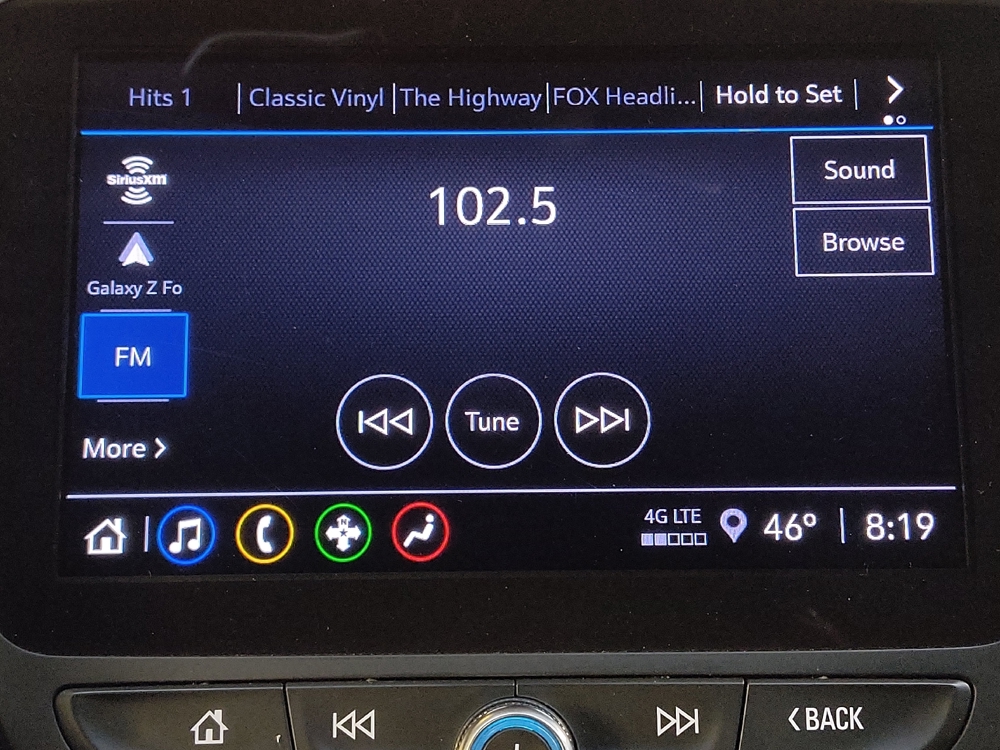 Hits 1 Classic Vinyl The Highway FOX Headli... Hold to Set
SiriusXm
Sound
102.5
Browse
Galaxy Z Fo
FM
Tune
More
4G LTE
46° 8:19
BACK